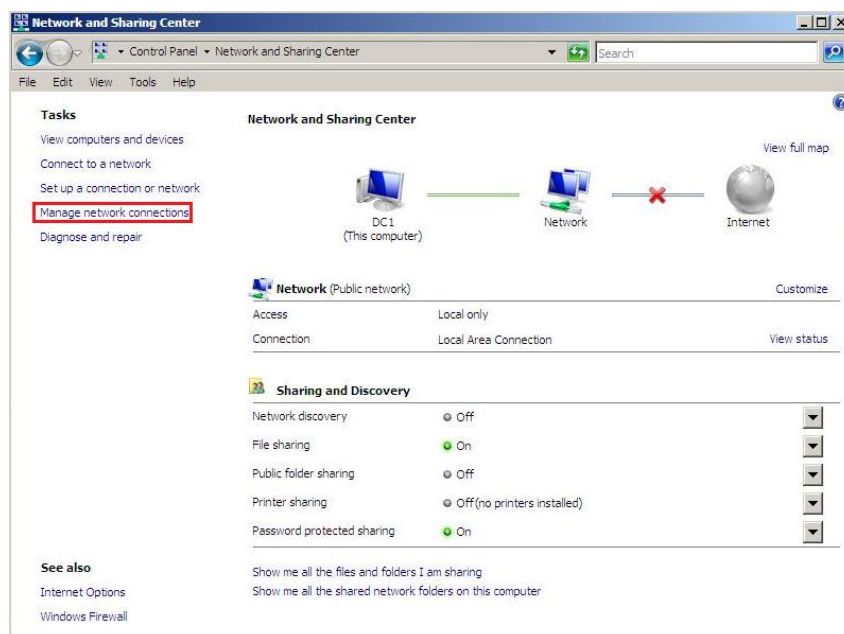 Network and Sharing Center
Control Panel Network and Sharing Center
Search
File Edit View Tools Help
Tasks
View computers and devices
Connect to a network
Set up a connection or network
Manage network connections
Diagnose and repair
Network and Sharing Center
View full map
DC1
(This computer)
Network
Internet
Network (Public network)
Customize
Access Local only
Connection Local Area Connection View status
Sharing and Discovery
Network discovery Off
File sharing On
Public folder sharing Off
Printer sharing Off(no printers installed)
Password protected sharing On
Show me all the files and folders I am sharing
Show me all the shared network folders on this computer
See also
Internet Options
Windows Firewall